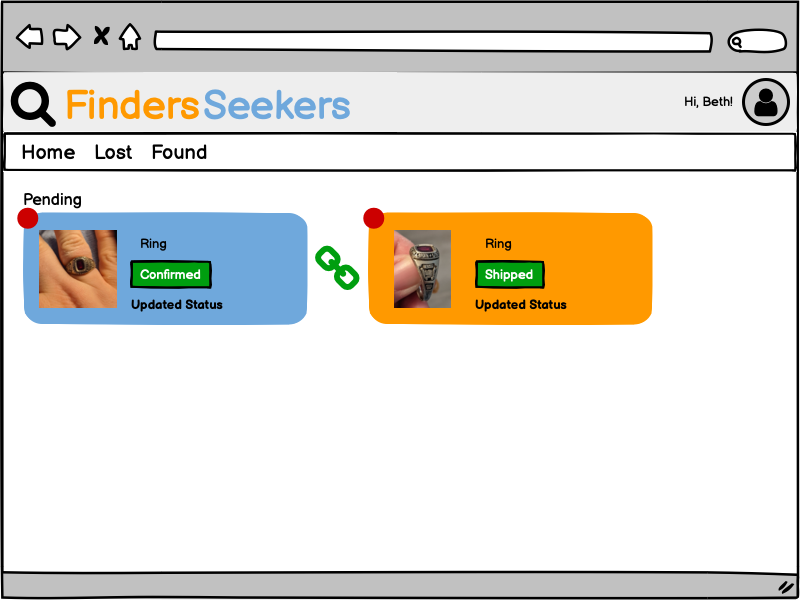 FindersSeekers
Hi, Beth!
Home Lost Found
Pending
Ring
Confirmed
Updated Status
Ring
Shipped
Updated Status